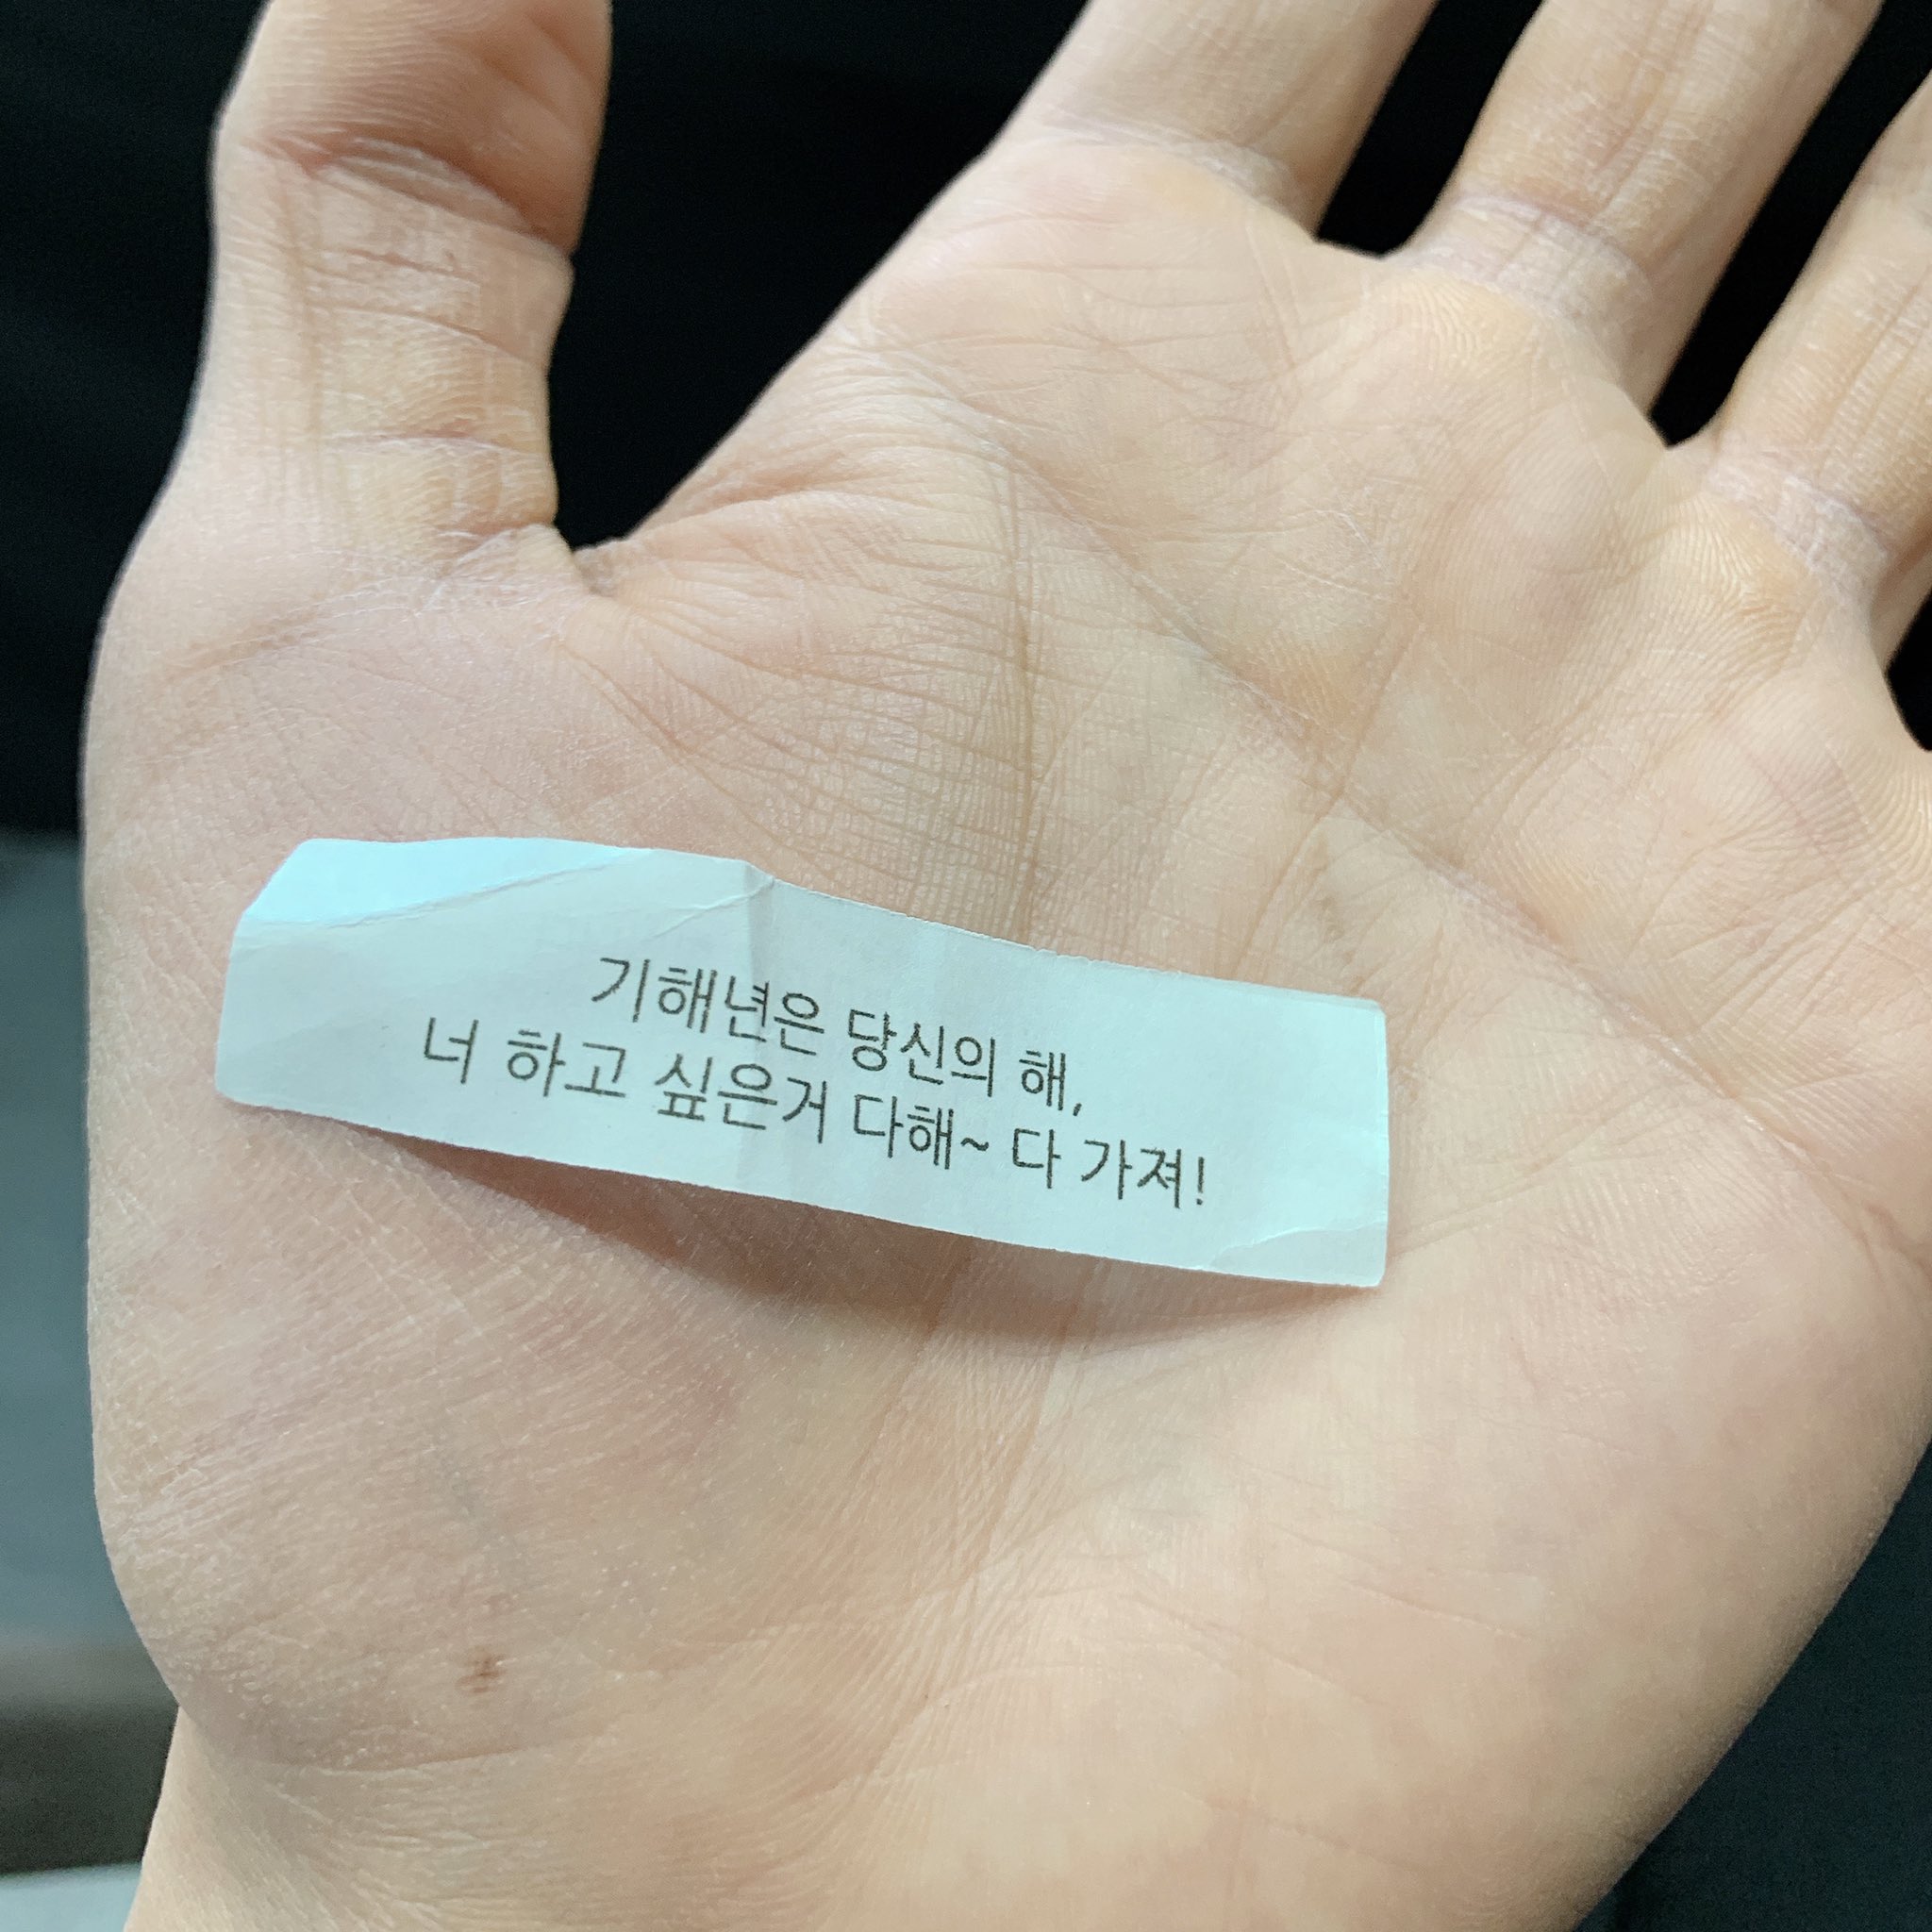 기해년은 당신의 해,
너 하고 싶은거 다해~ 다 가져!